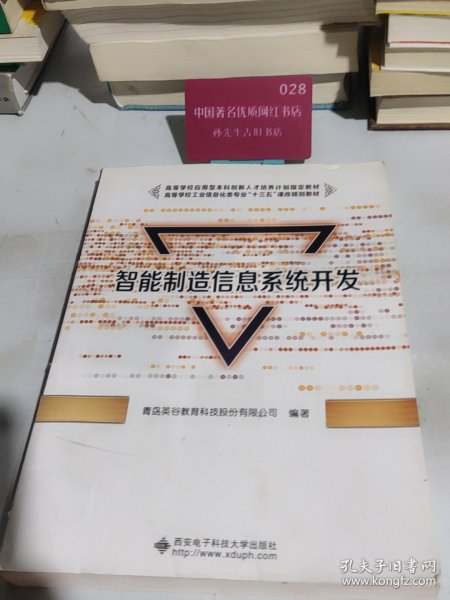 028
中国著名优质网红书店
孙先生古旧书店
高等学校应用型本科创新人才培养计划指定教材
高等学校工业信息化类专业“十三五”课改规划教材
智能制造信息系统开发
青岛英谷教育科技股份有限公司 编著
西安电子科技大学出版社
http://www.xduph.com
孔夫子旧书网
www.kongfz.com